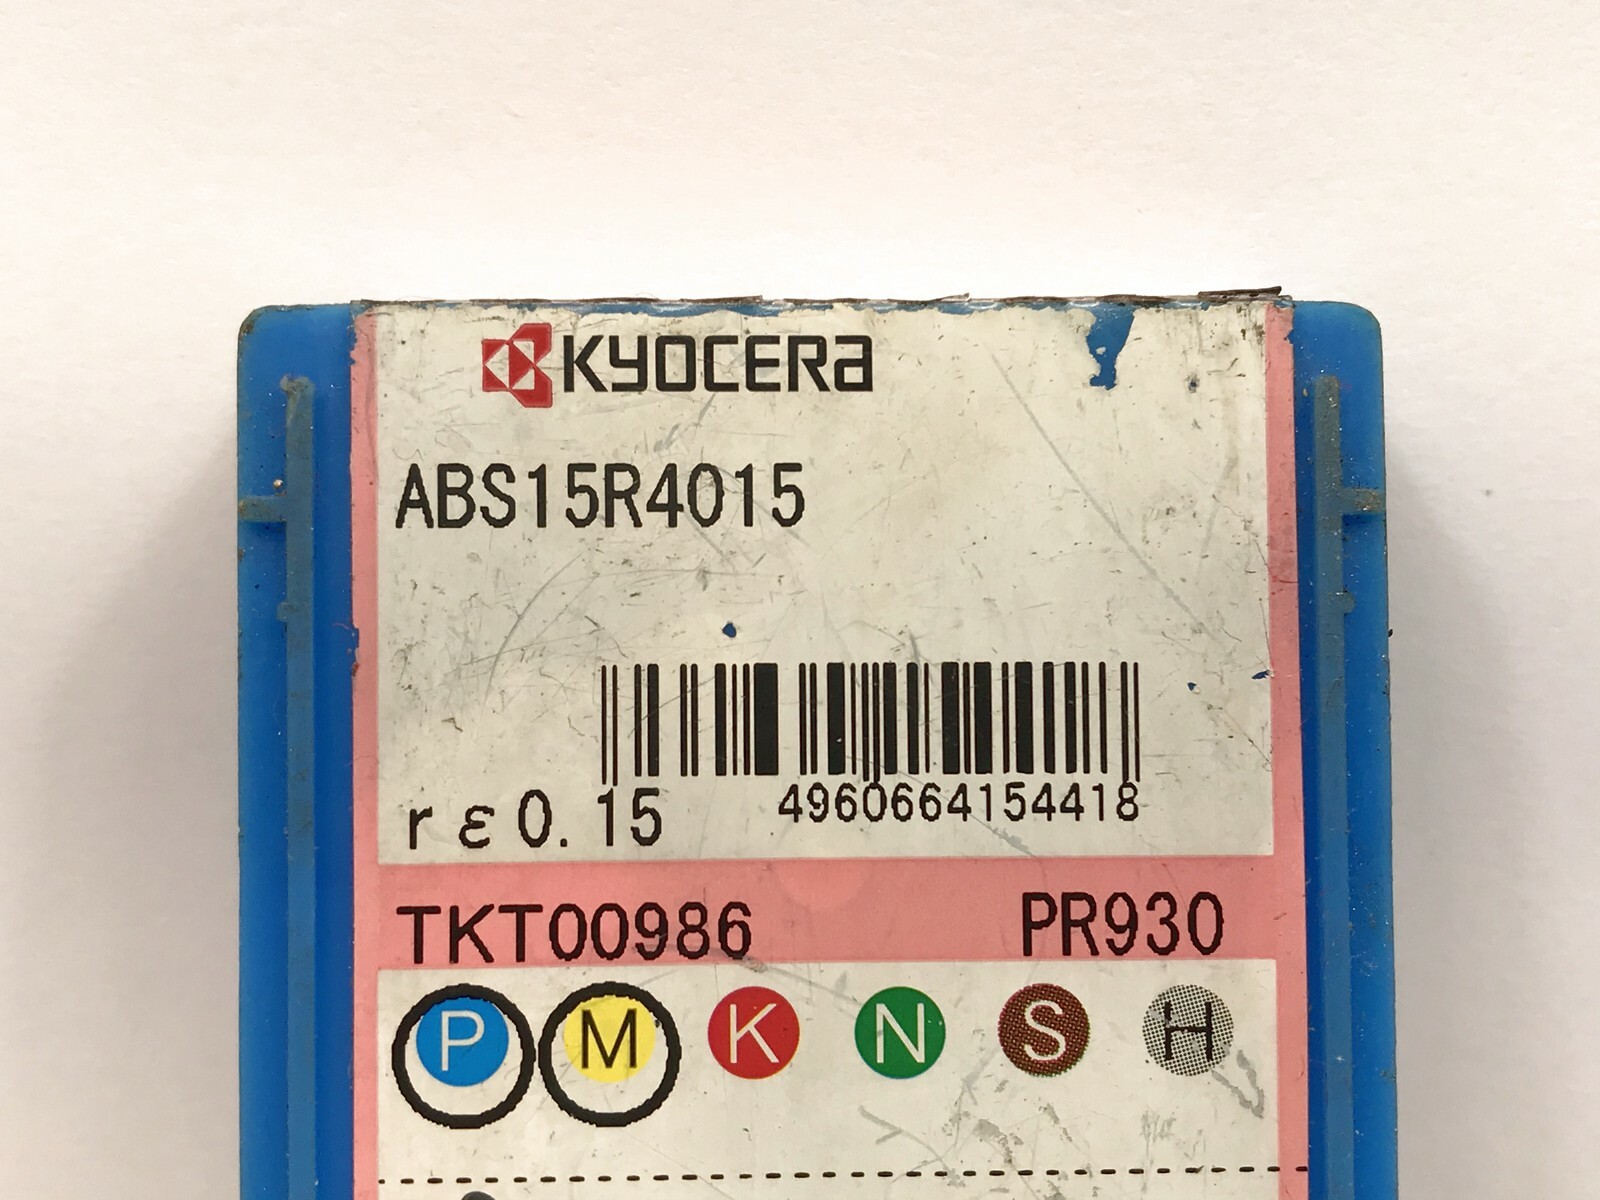 KYOCERA
ABS15R4015
rε0.15
4960664154418
TKT00986 PR930
P M K N S H